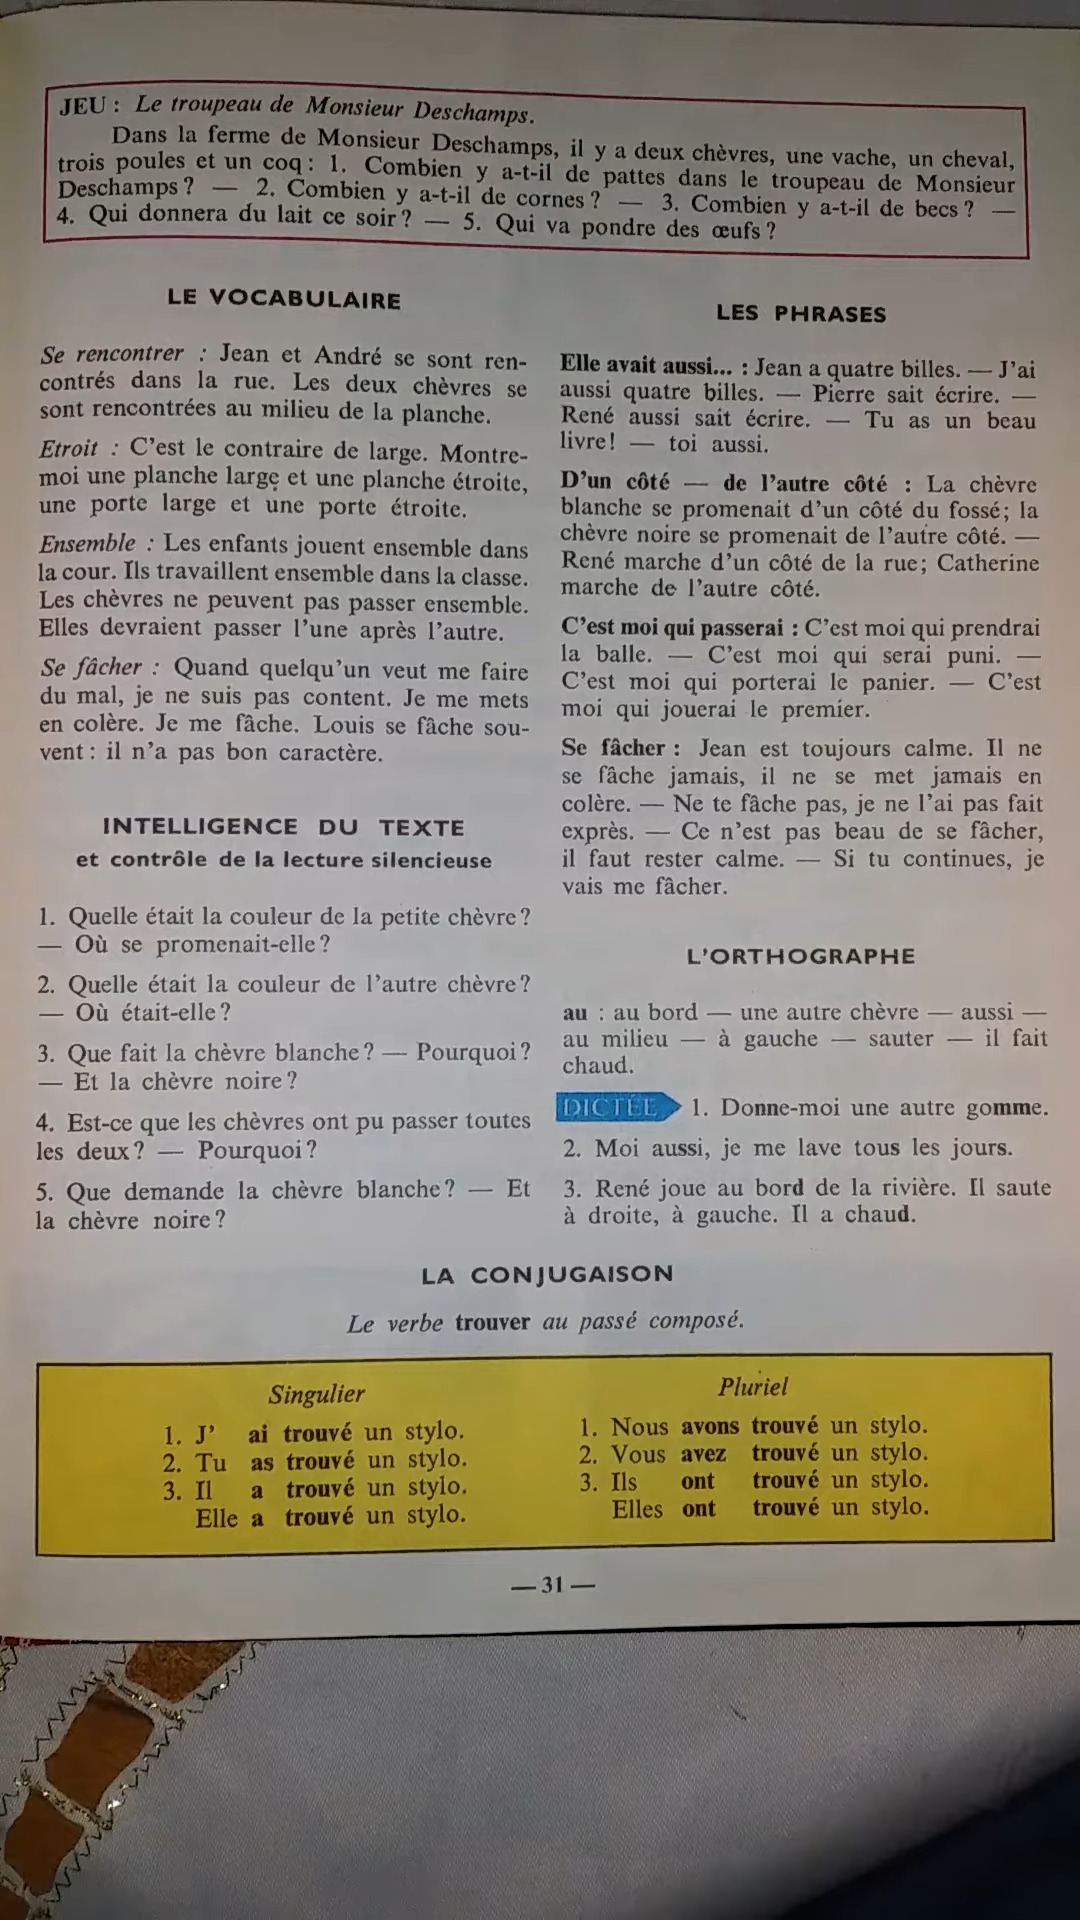 JEU : Le troupeau de Monsieur Deschamps.
Dans la ferme de Monsieur Deschamps, il y a deux chèvres, une vache, un cheval,
trois poules et un coq : 1. Combien y a-t-il de pattes dans le troupeau de Monsieur
Deschamps ? — 2. Combien y a-t-il de cornes ? — 3. Combien y a-t-il de becs ? —
4. Qui donnera du lait ce soir ? — 5. Qui va pondre des œufs ?
LE VOCABULAIRE
Se rencontrer : Jean et André se sont ren-
contrés dans la rue. Les deux chèvres se
sont rencontrées au milieu de la planche.
Etroit : C'est le contraire de large. Montre-
moi une planche large et une planche étroite,
une porte large et une porte étroite.
Ensemble : Les enfants jouent ensemble dans
la cour. Ils travaillent ensemble dans la classe.
Les chèvres ne peuvent pas passer ensemble.
Elles devraient passer l'une après l'autre.
Se fâcher : Quand quelqu'un veut me faire
du mal, je ne suis pas content. Je me mets
en colère. Je me fâche. Louis se fâche sou-
vent : il n'a pas bon caractère.
INTELLIGENCE DU TEXTE
et contrôle de la lecture silencieuse
1. Quelle était la couleur de la petite chèvre ?
— Où se promenait-elle ?
2. Quelle était la couleur de l'autre chèvre ?
— Où était-elle ?
3. Que fait la chèvre blanche ? — Pourquoi ?
— Et la chèvre noire ?
4. Est-ce que les chèvres ont pu passer toutes
les deux ? — Pourquoi ?
5. Que demande la chèvre blanche ? — Et
la chèvre noire ?
LES PHRASES
Elle avait aussi... : Jean a quatre billes. — J'ai
aussi quatre billes. — Pierre sait écrire. —
René aussi sait écrire. — Tu as un beau
livre ! — toi aussi.
D'un côté — de l'autre côté : La chèvre
blanche se promenait d'un côté du fossé; la
chèvre noire se promenait de l'autre côté. —
René marche d'un côté de la rue; Catherine
marche de l'autre côté.
C'est moi qui passerai : C'est moi qui prendrai
la balle. — C'est moi qui serai puni. —
C'est moi qui porterai le panier. — C'est
moi qui jouerai le premier.
Se fâcher : Jean est toujours calme. Il ne
se fâche jamais, il ne se met jamais en
colère. — Ne te fâche pas, je ne l'ai pas fait
exprès. — Ce n'est pas beau de se fâcher,
il faut rester calme. — Si tu continues, je
vais me fâcher.
L'ORTHOGRAPHE
au : au bord — une autre chèvre — aussi —
au milieu — à gauche — sauter — il fait
chaud.
DICTÉE 1. Donne-moi une autre gomme.
2. Moi aussi, je me lave tous les jours.
3. René joue au bord de la rivière. Il saute
à droite, à gauche. Il a chaud.
LA CONJUGAISON
Le verbe trouver au passé composé.
Singulier
1. J' ai trouvé un stylo.
2. Tu as trouvé un stylo.
3. Il a trouvé un stylo.
Elle a trouvé un stylo.
Pluriel
1. Nous avons trouvé un stylo.
2. Vous avez trouvé un stylo.
3. Ils ont trouvé un stylo.
Elles ont trouvé un stylo.
— 31 —